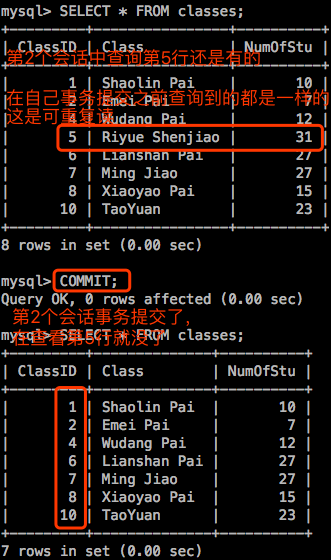 mysql> SELECT * FROM classes;
+---------+----------------+---------+
| ClassID | Class | NumOfStu |
第2个会话中查询第5行还是有的
| 1 | Shaolin Pai | 10 |
在自己事务提交之前查询到的都是一样的
| 2 | Emei Pai | 7 |
这是可重复读
| 4 | Wudang Pai | 12 |
| 5 | Riyue Shenjiao | 31 |
| 6 | Lianshan Pai | 27 |
| 7 | Ming Jiao | 27 |
| 8 | Xiaoyao Pai | 15 |
| 10 | TaoYuan | 23 |
+---------+----------------+----------+
8 rows in set (0.00 sec)
mysql> COMMIT;
Query OK, 0 rows affected (0.00 sec)
第2个会话事务提交了,
mysql> SELECT * FROM classes;
在查看第5行就没了
+---------+--------------+----------+
| ClassID | Class | NumOfStu |
+---------+--------------+----------+
| 1 | Shaolin Pai | 10 |
| 2 | Emei Pai | 7 |
| 4 | Wudang Pai | 12 |
| 6 | Lianshan Pai | 27 |
| 7 | Ming Jiao | 27 |
| 8 | Xiaoyao Pai | 15 |
| 10 | TaoYuan | 23 |
+---------+--------------+----------+
7 rows in set (0.00 sec)